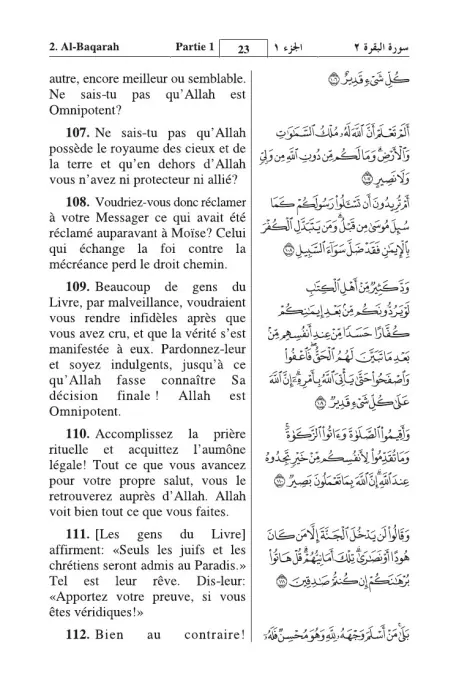 2. Al-Baqarah Partie 1 23 الجزء ١ سورة البقرة ٢
autre, encore meilleur ou semblable.
Ne sais-tu pas qu’Allah est
Omnipotent?
107. Ne sais-tu pas qu’Allah
possède le royaume des cieux et de
la terre et qu’en dehors d’Allah
vous n’avez ni protecteur ni allié?
108. Voudriez-vous donc réclamer
à votre Messager ce qui avait été
réclamé auparavant à Moïse? Celui
qui échange la foi contre la
mécréance perd le droit chemin.
109. Beaucoup de gens du
Livre, par malveillance, voudraient
vous rendre infidèles après que
vous avez cru, et que la vérité s’est
manifestée à eux. Pardonnez-leur
et soyez indulgents, jusqu’à ce
qu’Allah fasse connaître Sa
décision finale ! Allah est
Omnipotent.
110. Accomplissez la prière
rituelle et acquittez l’aumône
légale! Tout ce que vous avancez
pour votre propre salut, vous le
retrouverez auprès d’Allah. Allah
voit bien tout ce que vous faites.
111. [Les gens du Livre]
affirment: «Seuls les juifs et les
chrétiens seront admis au Paradis.»
Tel est leur rêve. Dis-leur:
«Apportez votre preuve, si vous
êtes véridiques!»
112. Bien au contraire!
كُلِّ شَىْءٍ قَدِيرٌ ١٠٦
أَلَمْ تَعْلَمْ أَنَّ ٱللَّهَ لَهُۥ مُلْكُ ٱلسَّمَٰوَٰتِ
وَٱلْأَرْضِ ۗ وَمَا لَكُم مِّن دُونِ ٱللَّهِ مِن وَلِىٍّ
وَلَا نَصِيرٍ ١٠٧
أَمْ تُرِيدُونَ أَن تَسْـَٔلُوا۟ رَسُولَكُمْ كَمَا
سُئِلَ مُوسَىٰ مِن قَبْلُ ۗ وَمَن يَتَبَدَّلِ ٱلْكُفْرَ
بِٱلْإِيمَٰنِ فَقَدْ ضَلَّ سَوَآءَ ٱلسَّبِيلِ ١٠٨
وَدَّ كَثِيرٌ مِّنْ أَهْلِ ٱلْكِتَٰبِ
لَوْ يَرُدُّونَكُم مِّنۢ بَعْدِ إِيمَٰنِكُمْ
كُفَّارًا حَسَدًا مِّنْ عِندِ أَنفُسِهِم مِّنۢ
بَعْدِ مَا تَبَيَّنَ لَهُمُ ٱلْحَقُّ ۖ فَٱعْفُوا۟
وَٱصْفَحُوا۟ حَتَّىٰ يَأْتِىَ ٱللَّهُ بِأَمْرِهِۦٓ ۗ إِنَّ ٱللَّهَ
عَلَىٰ كُلِّ شَىْءٍ قَدِيرٌ ١٠٩
وَأَقِيمُوا۟ ٱلصَّلَوٰةَ وَءَاتُوا۟ ٱلزَّكَوٰةَ ۚ
وَمَا تُقَدِّمُوا۟ لِأَنفُسِكُم مِّنْ خَيْرٍ تَجِدُوهُ
عِندَ ٱللَّهِ ۗ إِنَّ ٱللَّهَ بِمَا تَعْمَلُونَ بَصِيرٌ ١١٠
وَقَالُوا۟ لَن يَدْخُلَ ٱلْجَنَّةَ إِلَّا مَن كَانَ
هُودًا أَوْ نَصَٰرَىٰ ۗ تِلْكَ أَمَانِيُّهُمْ ۗ قُلْ هَاتُوا۟
بُرْهَٰنَكُمْ إِن كُنتُمْ صَٰدِقِينَ ١١١
بَلَىٰ مَنْ أَسْلَمَ وَجْهَهُۥ لِلَّهِ وَهُوَ مُحْسِنٌ فَلَهُۥٓ